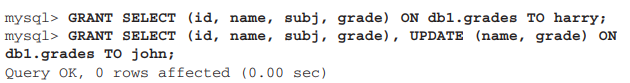 mysql> GRANT SELECT (id, name, subj, grade) ON db1.grades TO harry;
mysql> GRANT SELECT (id, name, subj, grade), UPDATE (name, grade) ON
db1.grades TO john;
Query OK, 0 rows affected (0.00 sec)